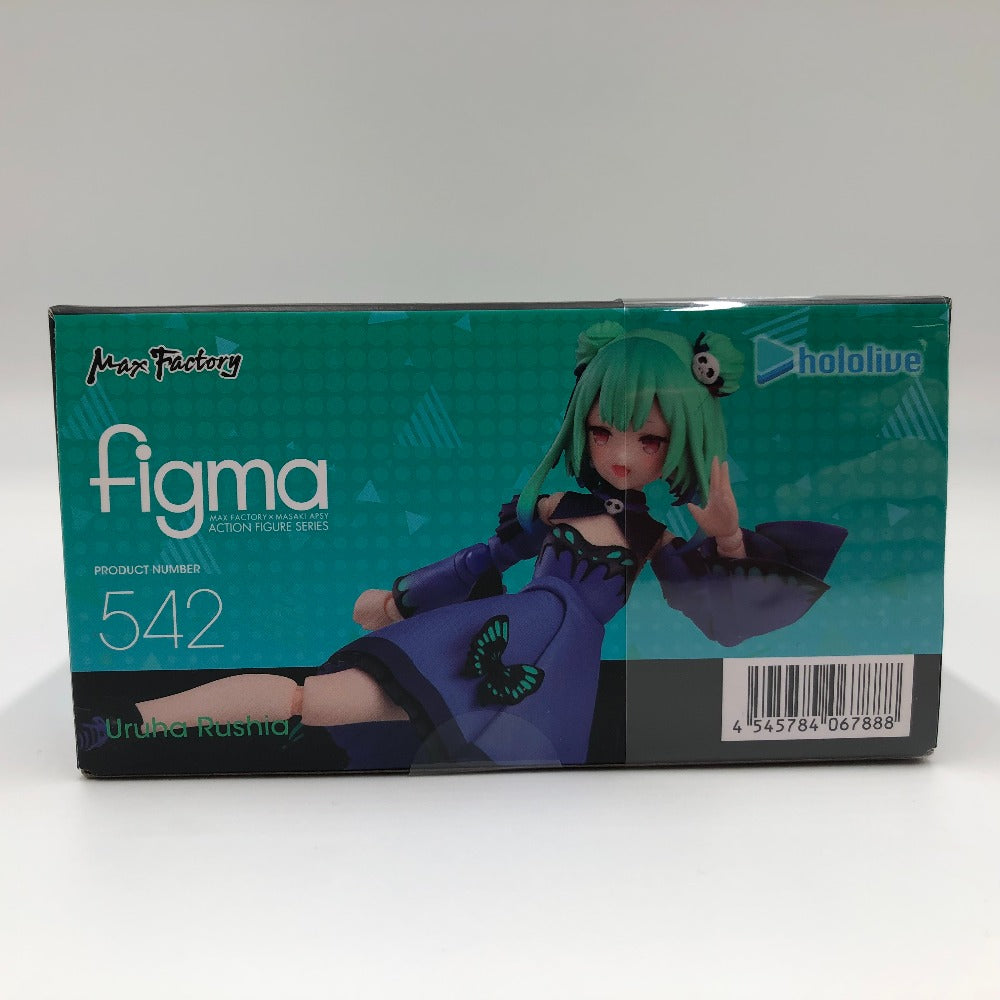 Max Factory
hololive
figma
MAX FACTORY × MASAKI APSY
ACTION FIGURE SERIES
PRODUCT NUMBER
542
Uruha Rushia
4 545784 067888